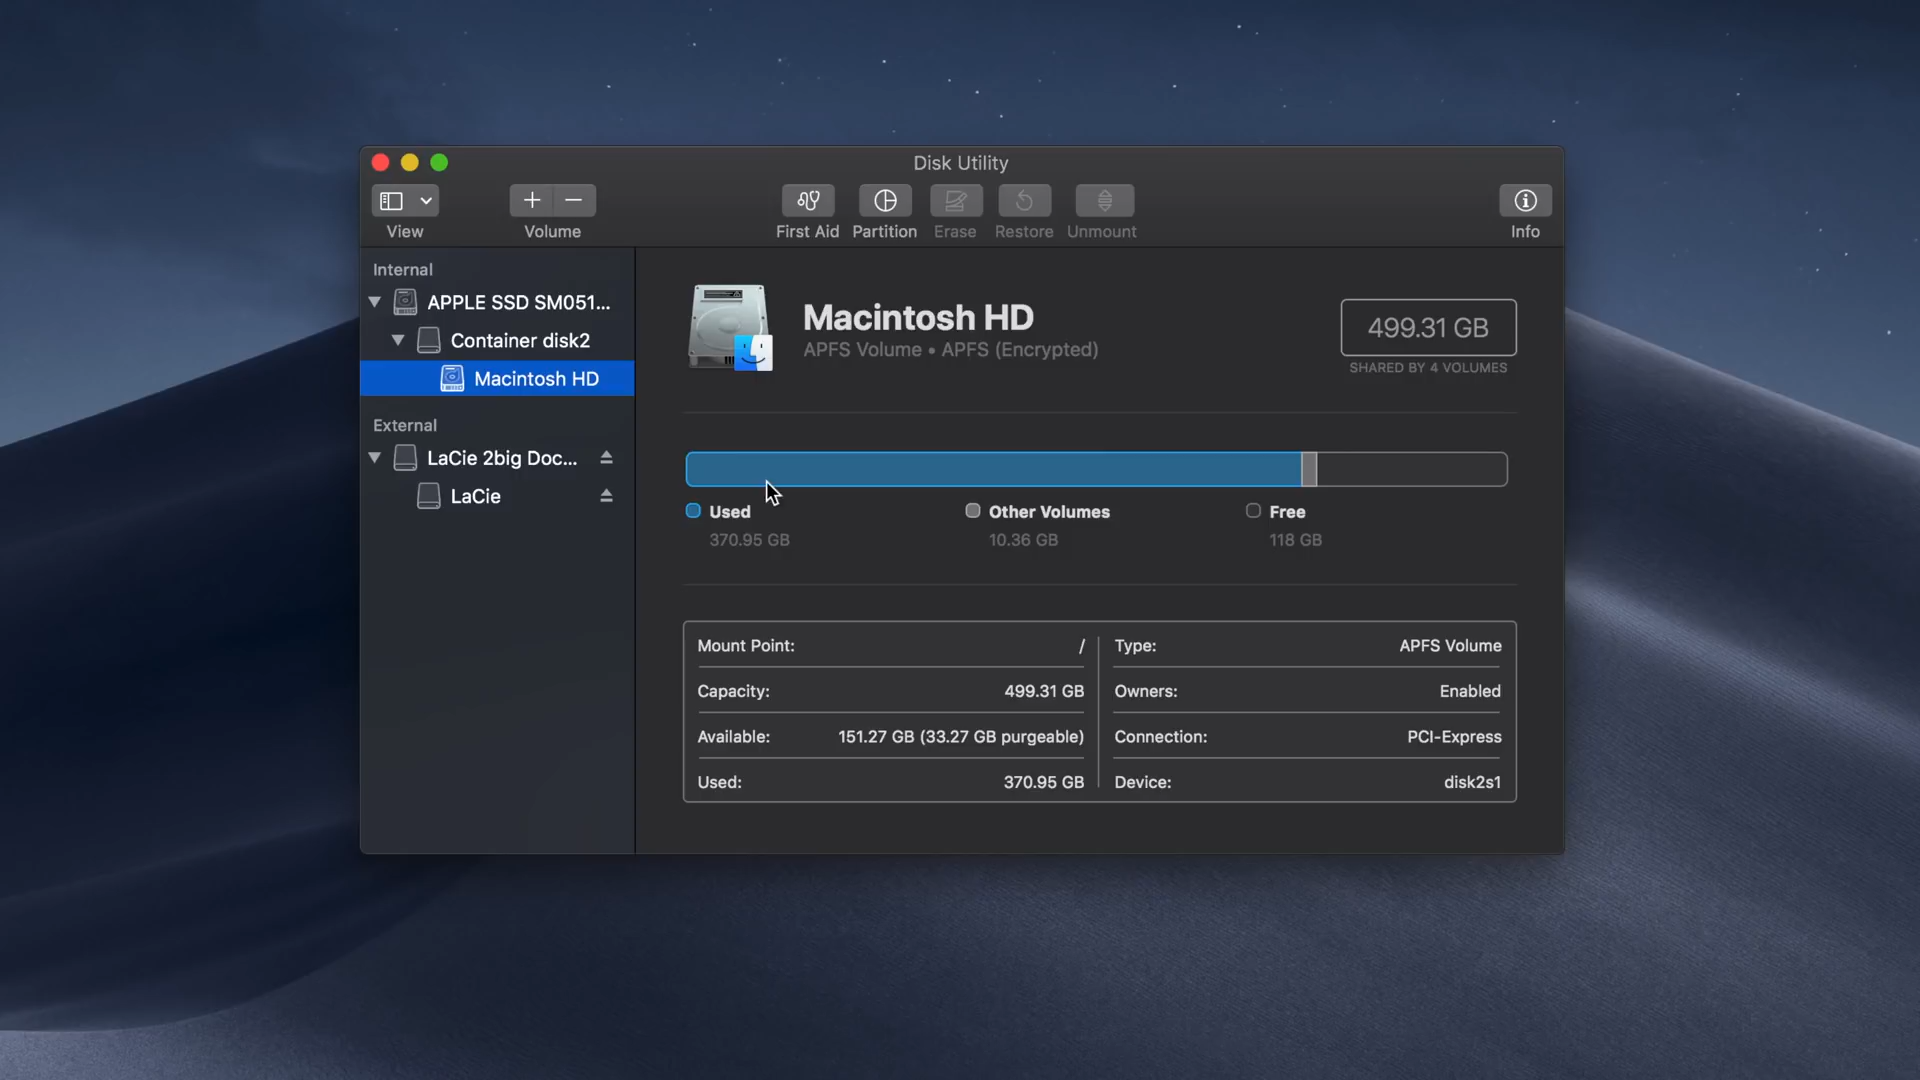 Disk Utility
View
Volume
First Aid
Partition
Erase
Restore
Unmount
Info
Internal
APPLE SSD SM051...
Container disk2
Macintosh HD
External
LaCie 2big Doc...
LaCie
Macintosh HD
APFS Volume • APFS (Encrypted)
499.31 GB
SHARED BY 4 VOLUMES
Used
370.95 GB
Other Volumes
10.36 GB
Free
118 GB
Mount Point: /
Capacity: 499.31 GB
Available: 151.27 GB (33.27 GB purgeable)
Used: 370.95 GB
Type: APFS Volume
Owners: Enabled
Connection: PCI-Express
Device: disk2s1